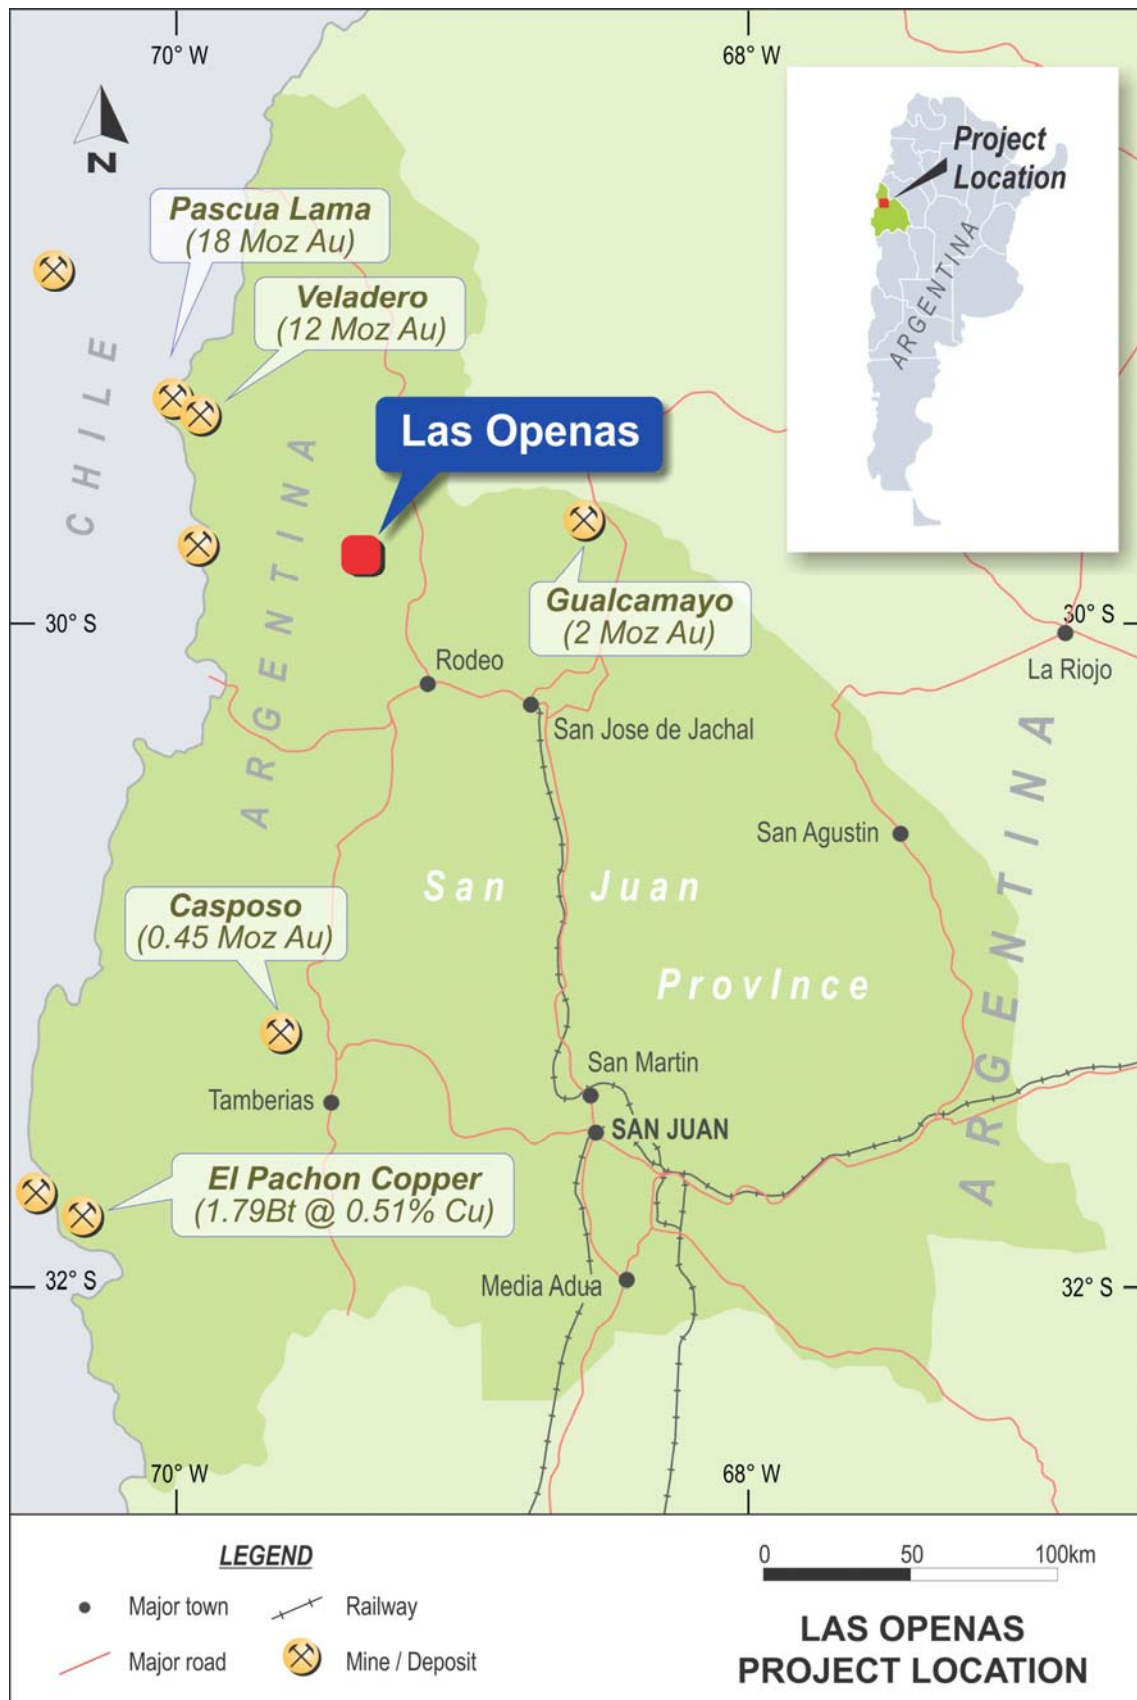 70° W
68° W
N
Project
Location
ARGENTINA
Pascua Lama
(18 Moz Au)
Veladero
(12 Moz Au)
CHILE
Las Openas
ARGENTINA
Gualcamayo
(2 Moz Au)
30° S
30° S
La Riojo
Rodeo
San Jose de Jachal
San Agustin
ARGENTINA
San Juan
ProvInce
Casposo
(0.45 Moz Au)
San Martin
Tamberias
SAN JUAN
El Pachon Copper
(1.79Bt @ 0.51% Cu)
Media Adua
32° S
32° S
70° W
68° W
LEGEND
Major town
Railway
Major road
Mine / Deposit
0 50 100km
LAS OPENAS
PROJECT LOCATION